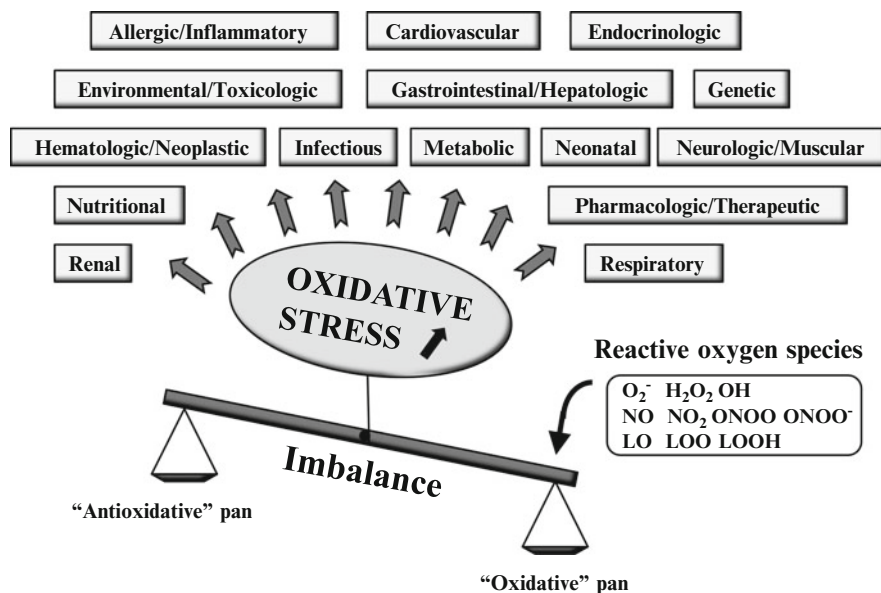 Allergic/Inflammatory Cardiovascular Endocrinologic
Environmental/Toxicologic Gastrointestinal/Hepatologic Genetic
Hematologic/Neoplastic Infectious Metabolic Neonatal Neurologic/Muscular
Nutritional Pharmacologic/Therapeutic
Renal Respiratory
OXIDATIVE
STRESS
Reactive oxygen species
O₂⁻ H₂O₂ OH
NO NO₂ ONOO ONOO⁻
LO LOO LOOH
Imbalance
“Antioxidative” pan
“Oxidative” pan